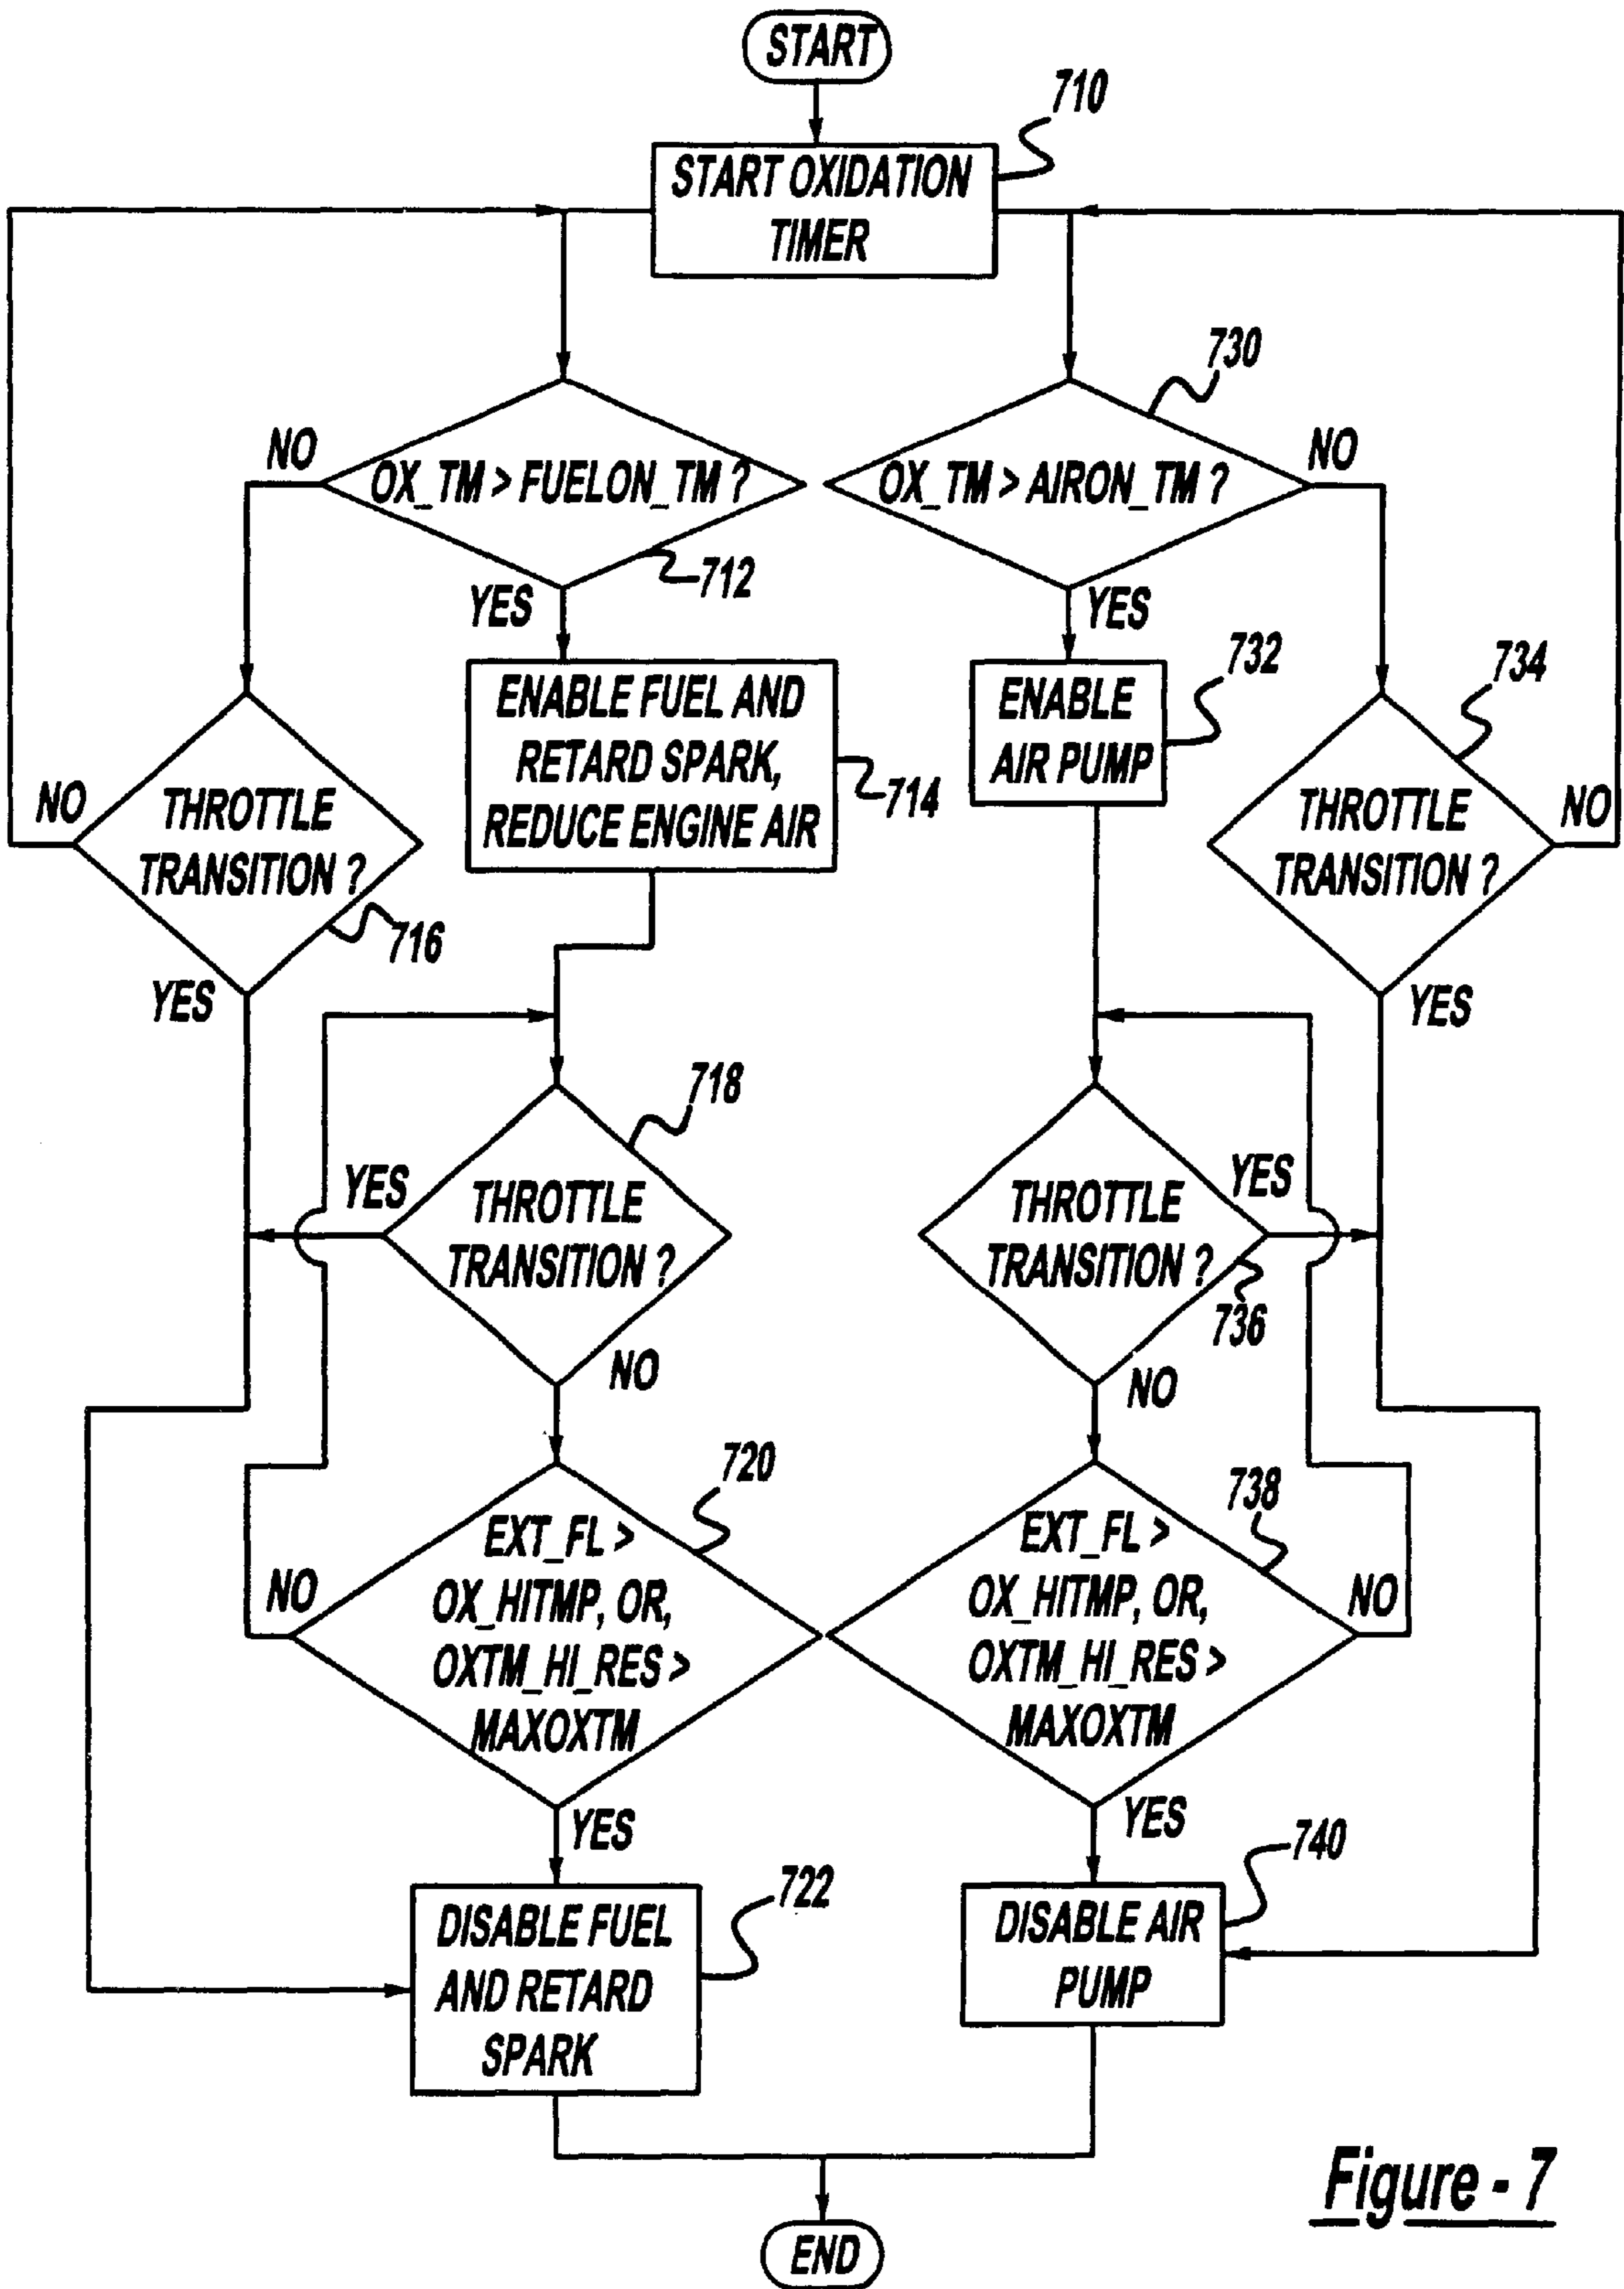 START
710
START OXIDATION
TIMER
730
NO
OX_TM > FUELON_TM ?
OX_TM > AIRON_TM ?
NO
712
YES
YES
732
734
ENABLE FUEL AND
RETARD SPARK,
REDUCE ENGINE AIR
714
ENABLE
AIR PUMP
NO
THROTTLE
TRANSITION ?
716
THROTTLE
TRANSITION ?
NO
YES
YES
718
YES
THROTTLE
TRANSITION ?
THROTTLE
TRANSITION ?
YES
736
NO
NO
720
738
NO
EXT_FL >
OX_HITMP, OR,
OXTM_HI_RES >
MAXOXTM
EXT_FL >
OX_HITMP, OR,
OXTM_HI_RES >
MAXOXTM
NO
YES
YES
722
740
DISABLE FUEL
AND RETARD
SPARK
DISABLE AIR
PUMP
Figure - 7
END